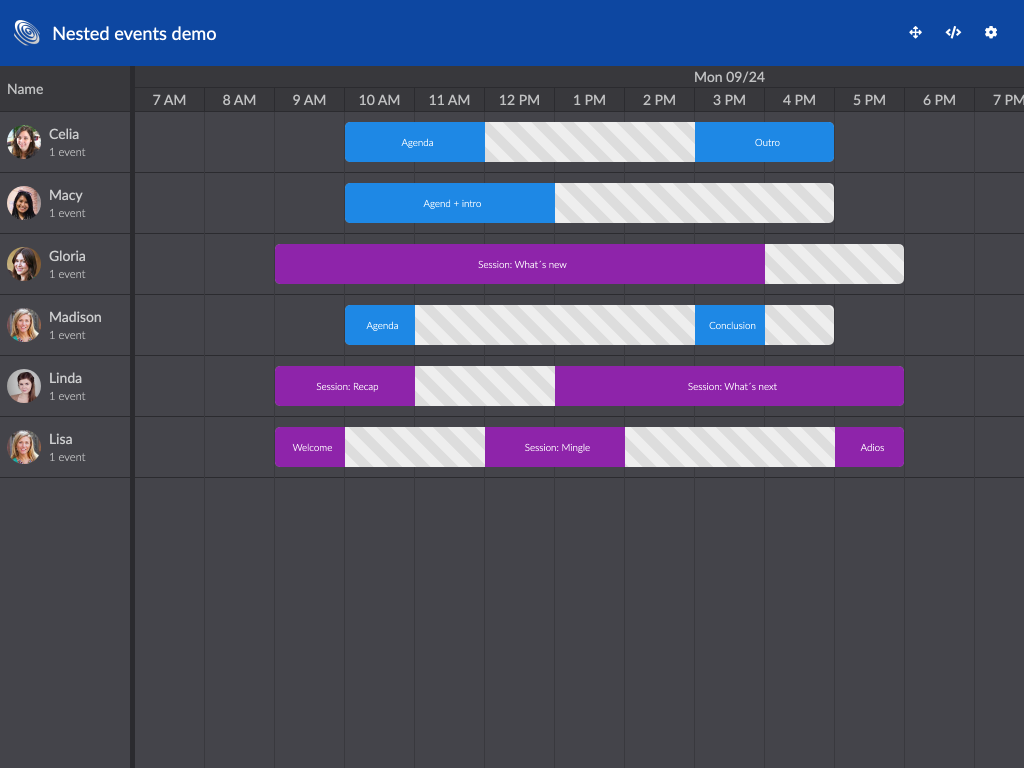 Nested events demo
Name
Mon 09/24
7 AM 8 AM 9 AM 10 AM 11 AM 12 PM 1 PM 2 PM 3 PM 4 PM 5 PM 6 PM 7 PM
Celia
1 event
Agenda Outro
Macy
1 event
Agend + intro
Gloria
1 event
Session: What´s new
Madison
1 event
Agenda Conclusion
Linda
1 event
Session: Recap Session: What´s next
Lisa
1 event
Welcome Session: Mingle Adios